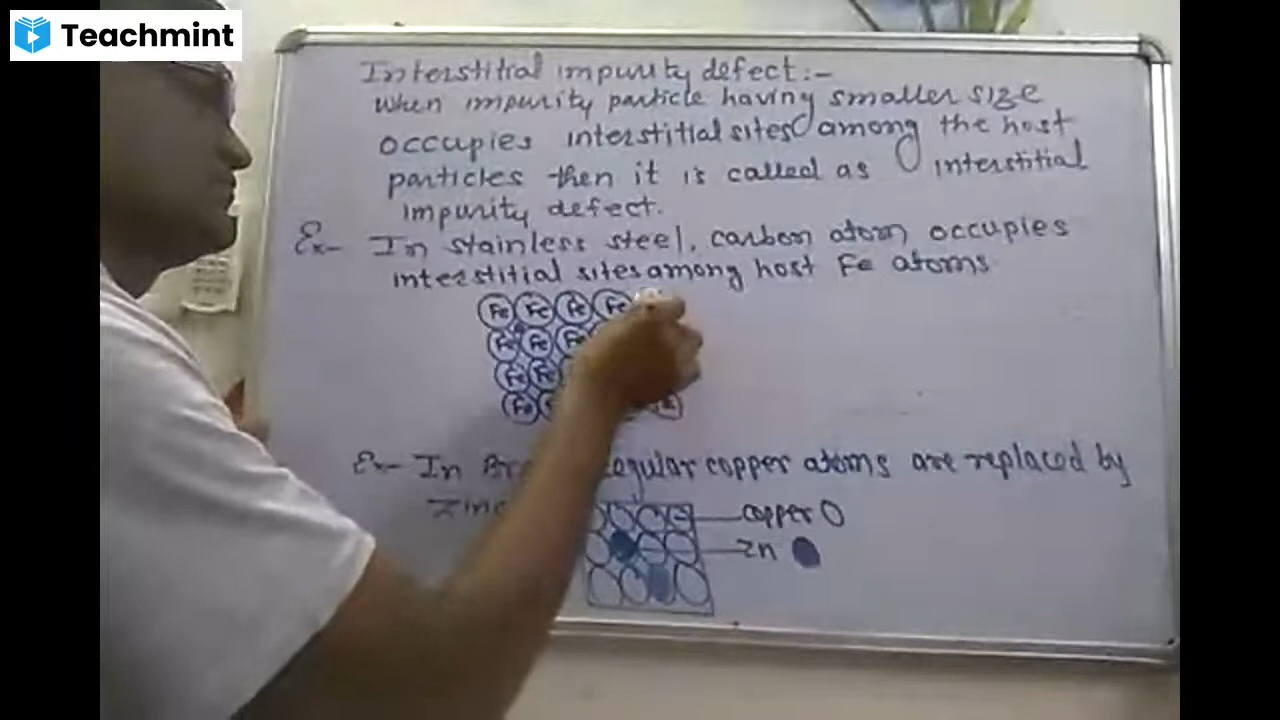 Teachmint
Interstitial impurity defect:-
when impurity particle having smaller size
occupies interstitial sites among the host
particles then it is called as interstitial
impurity defect.
Ex- In stainless steel, carbon atom occupies
interstitial sites among host Fe atoms
Fe Fe Fe Fe
Fe Fe Fe
Fe Fe
Fe
Ex- In regular copper atoms are replaced by
copper
Zn